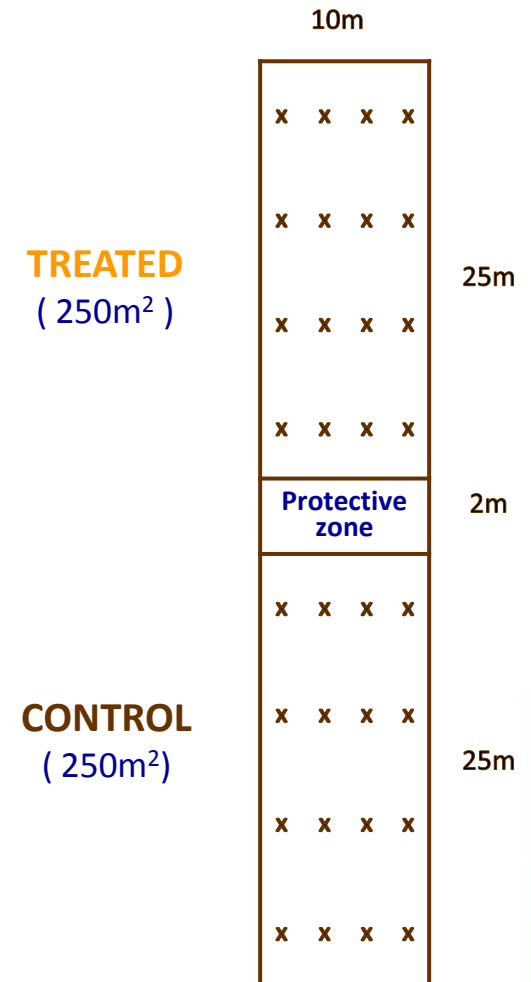 10m
x x x x
x x x x
TREATED
( 250m² )
25m
x x x x
x x x x
Protective
zone
2m
x x x x
CONTROL
( 250m²)
x x x x
25m
x x x x
x x x x